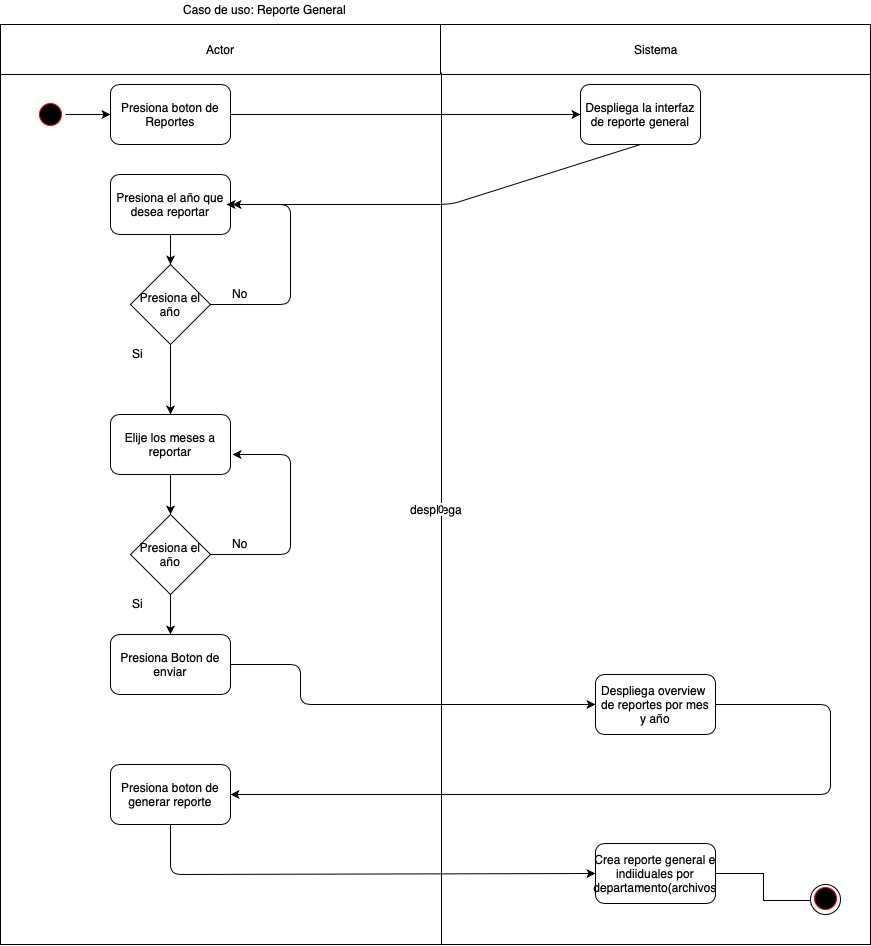 Caso de uso: Reporte General
Actor
Sistema
Presiona boton de
Reportes
Despliega la interfaz
de reporte general
Presiona el año que
desea reportar
Presiona el
año
No
Si
Elije los meses a
reportar
despliega
Presiona el
año
No
Si
Presiona Boton de
enviar
Despliega overview
de reportes por mes
y año
Presiona boton de
generar reporte
Crea reporte general e
indiiduales por
departamento(archivos